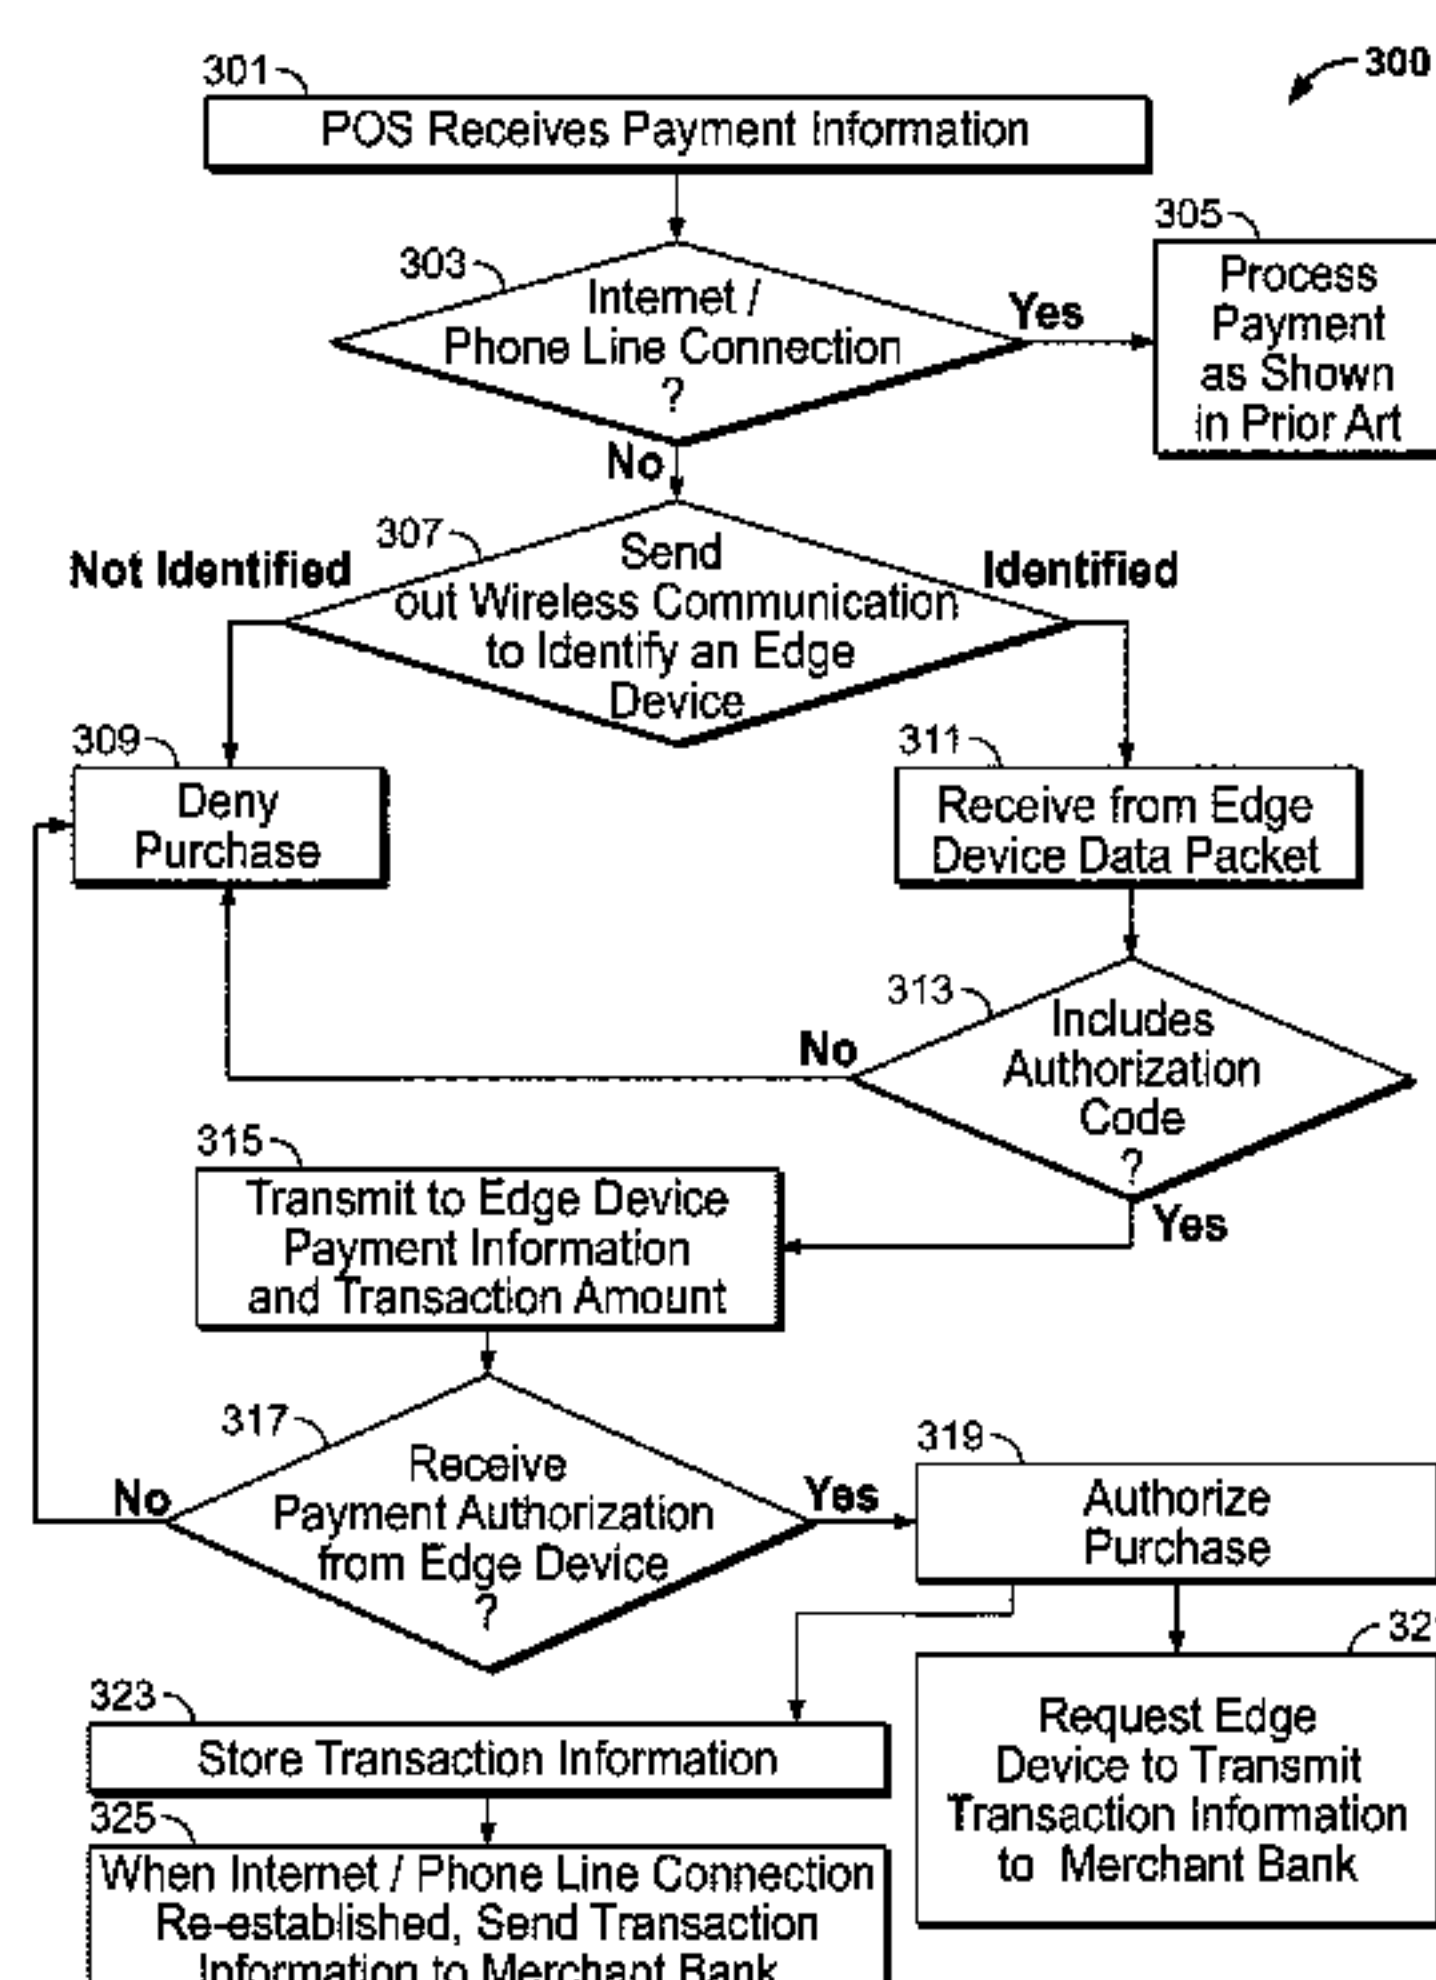 301
300
POS Receives Payment Information
305
303
Internet /
Phone Line Connection
?
Yes
Process
Payment
as Shown
in Prior Art
No
307
Not Identified
Send
out Wireless Communication
to Identify an Edge
Device
Identified
309
Deny
Purchase
311
Receive from Edge
Device Data Packet
313
Includes
Authorization
Code
?
No
Yes
315
Transmit to Edge Device
Payment Information
and Transaction Amount
317
Receive
Payment Authorization
from Edge Device
?
No
Yes
319
Authorize
Purchase
323
Store Transaction Information
Request Edge
Device to Transmit
Transaction Information
to Merchant Bank
325
When Internet / Phone Line Connection
Re-established, Send Transaction
Information to Merchant Bank